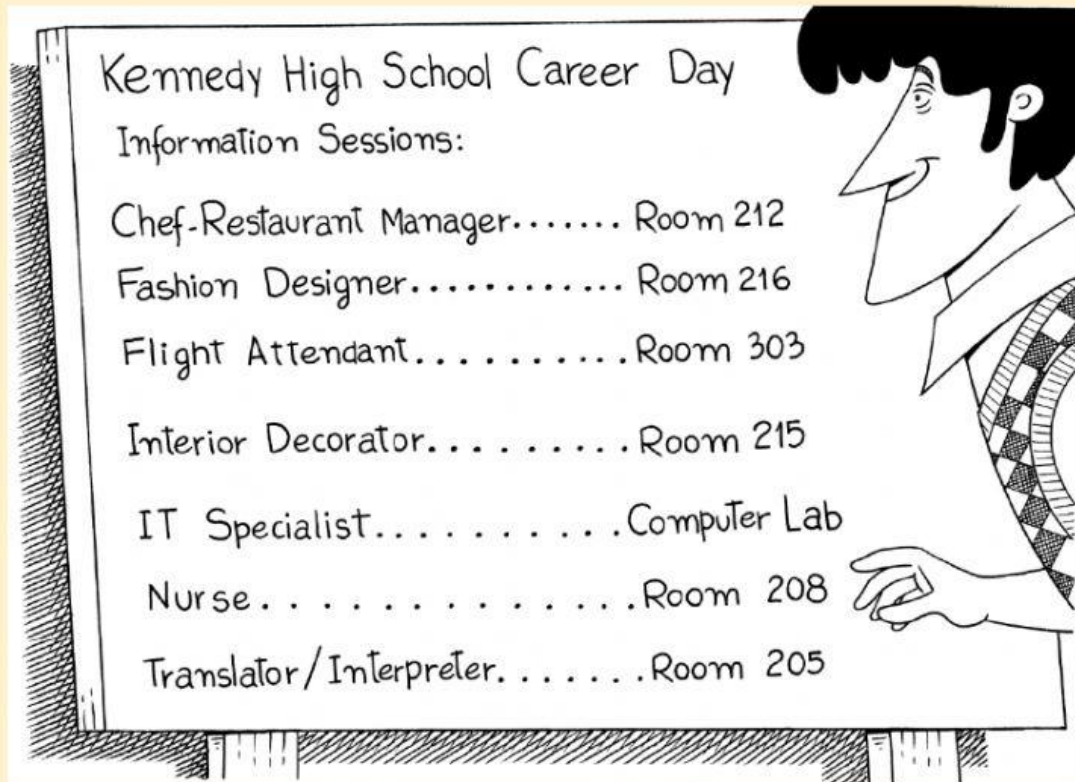 Kennedy High School Career Day
Information Sessions:
Chef-Restaurant Manager....... Room 212
Fashion Designer............ Room 216
Flight Attendant.......... Room 303
Interior Decorator.......... Room 215
IT Specialist.......... Computer Lab
Nurse.............. Room 208
Translator/Interpreter....... Room 205